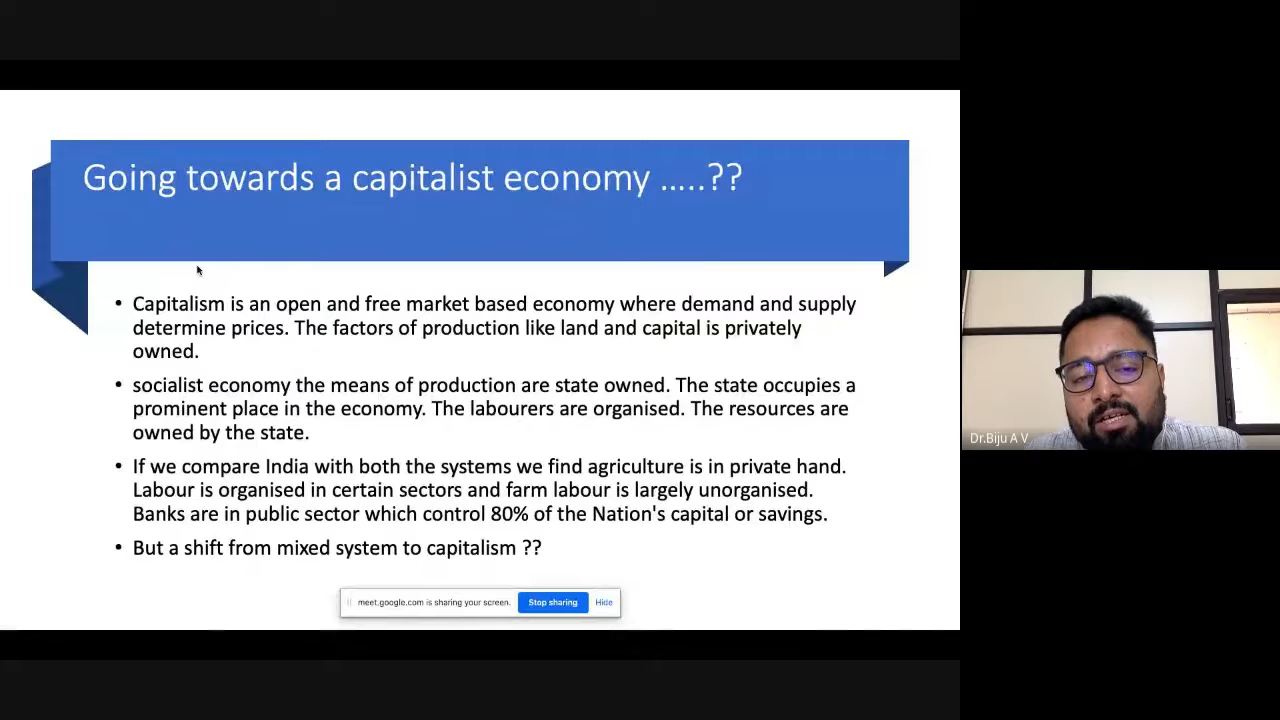 Going towards a capitalist economy .....??
• Capitalism is an open and free market based economy where demand and supply
determine prices. The factors of production like land and capital is privately
owned.
• socialist economy the means of production are state owned. The state occupies a
prominent place in the economy. The labourers are organised. The resources are
owned by the state.
• If we compare India with both the systems we find agriculture is in private hand.
Labour is organised in certain sectors and farm labour is largely unorganised.
Banks are in public sector which control 80% of the Nation's capital or savings.
• But a shift from mixed system to capitalism ??
meet.google.com is sharing your screen. Stop sharing Hide
Dr.Biju A V